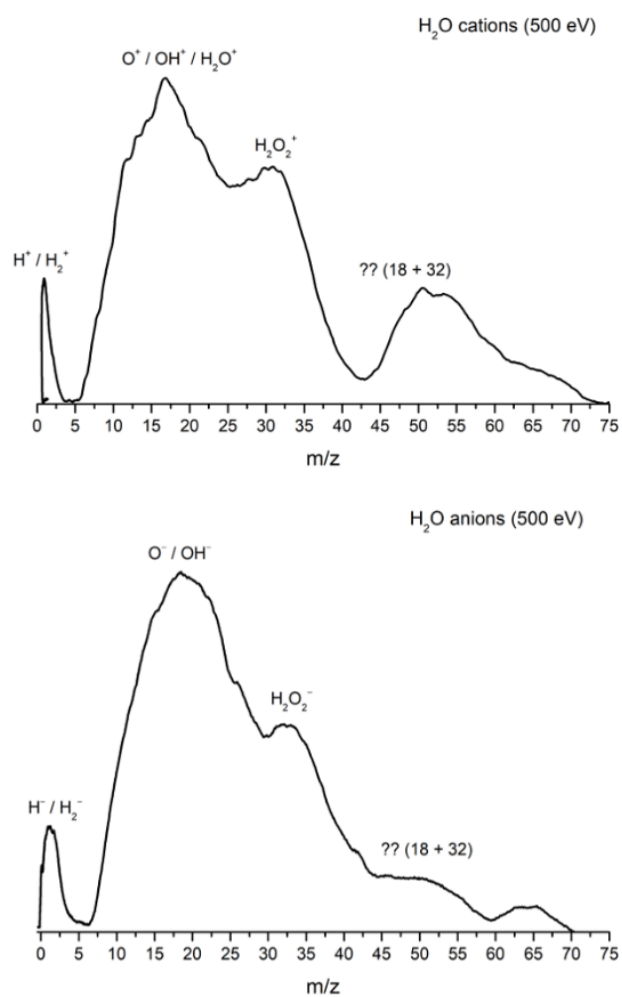 H₂O cations (500 eV)
O⁺ / OH⁺ / H₂O⁺
H₂O₂⁺
H⁺ / H₂⁺
?? (18 + 32)
0 5 10 15 20 25 30 35 40 45 50 55 60 65 70 75
m/z
H₂O anions (500 eV)
O⁻ / OH⁻
H₂O₂⁻
H⁻ / H₂⁻
?? (18 + 32)
0 5 10 15 20 25 30 35 40 45 50 55 60 65 70 75
m/z